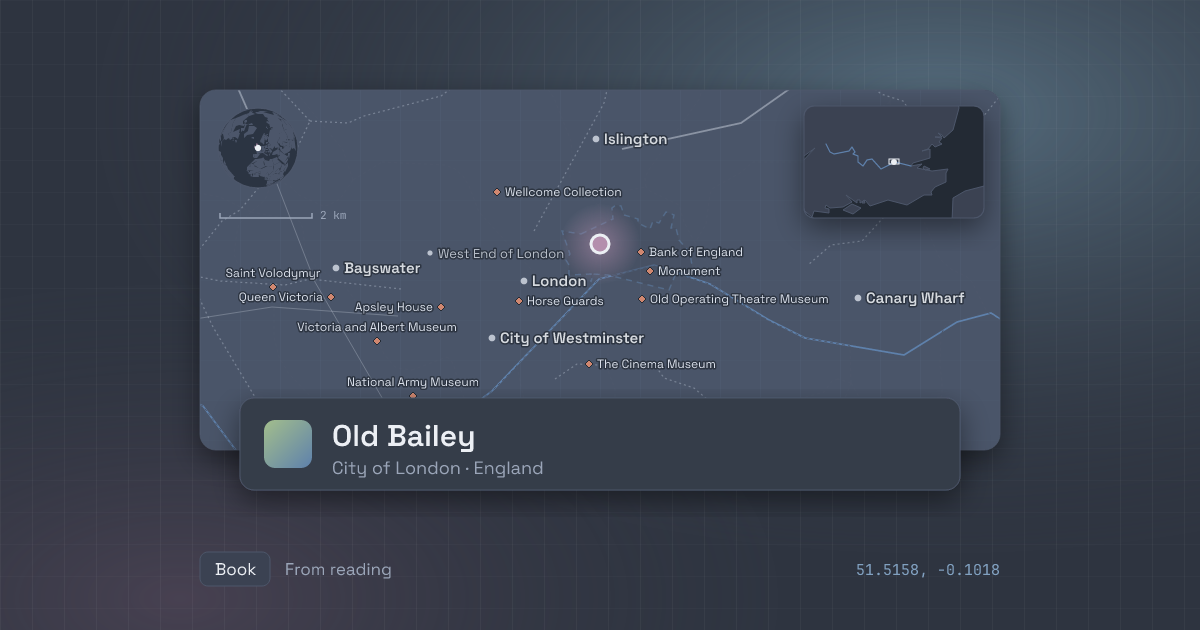 Islington
Wellcome Collection
2 km
West End of London
Bank of England
Bayswater
Monument
Saint Volodymyr
London
Queen Victoria
Horse Guards
Old Operating Theatre Museum
Canary Wharf
Apsley House
Victoria and Albert Museum
City of Westminster
The Cinema Museum
National Army Museum
Old Bailey
City of London · England
Book
From reading
51.5158, -0.1018